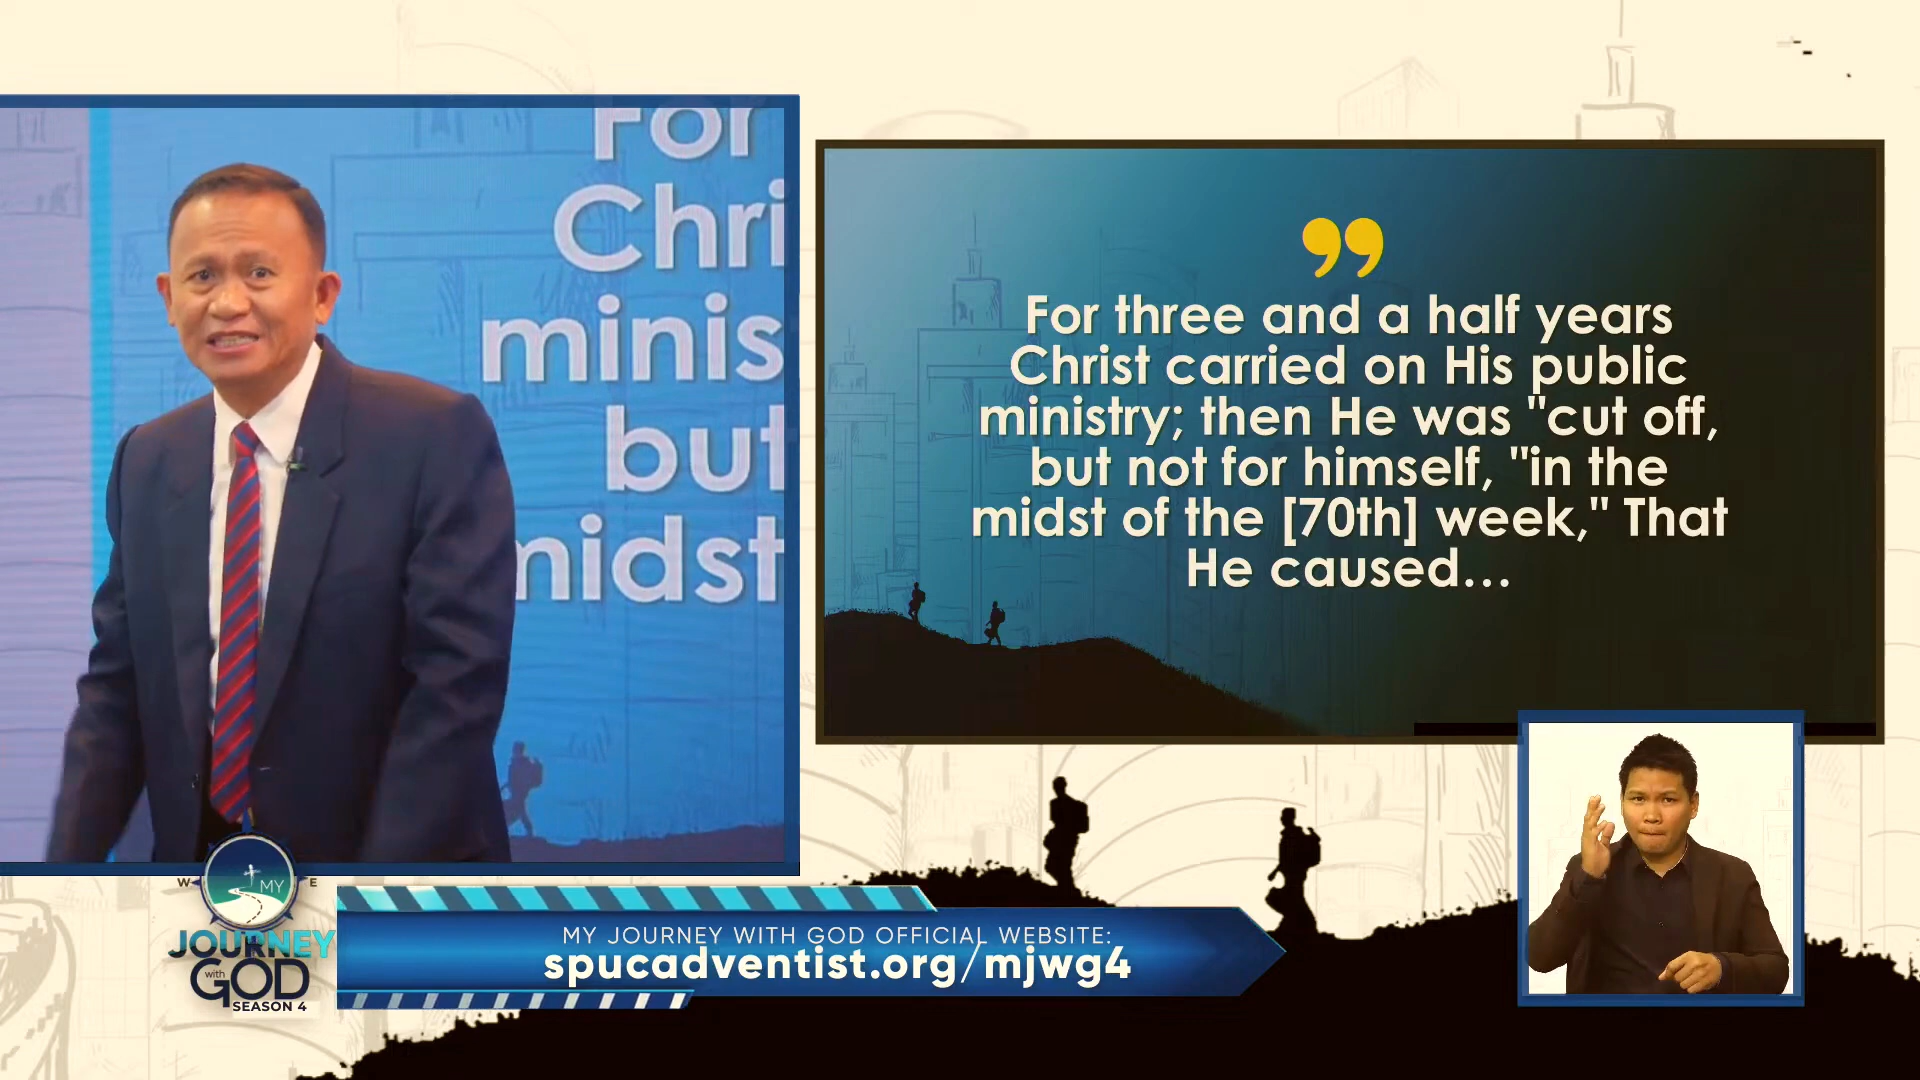 For
Chri
minis
but
midst
”
For three and a half years
Christ carried on His public
ministry; then He was "cut off,
but not for himself, "in the
midst of the [70th] week," That
He caused...
W E
MY
JOURNEY
with
GOD
SEASON 4
MY JOURNEY WITH GOD OFFICIAL WEBSITE:
spucadventist.org/mjwg4